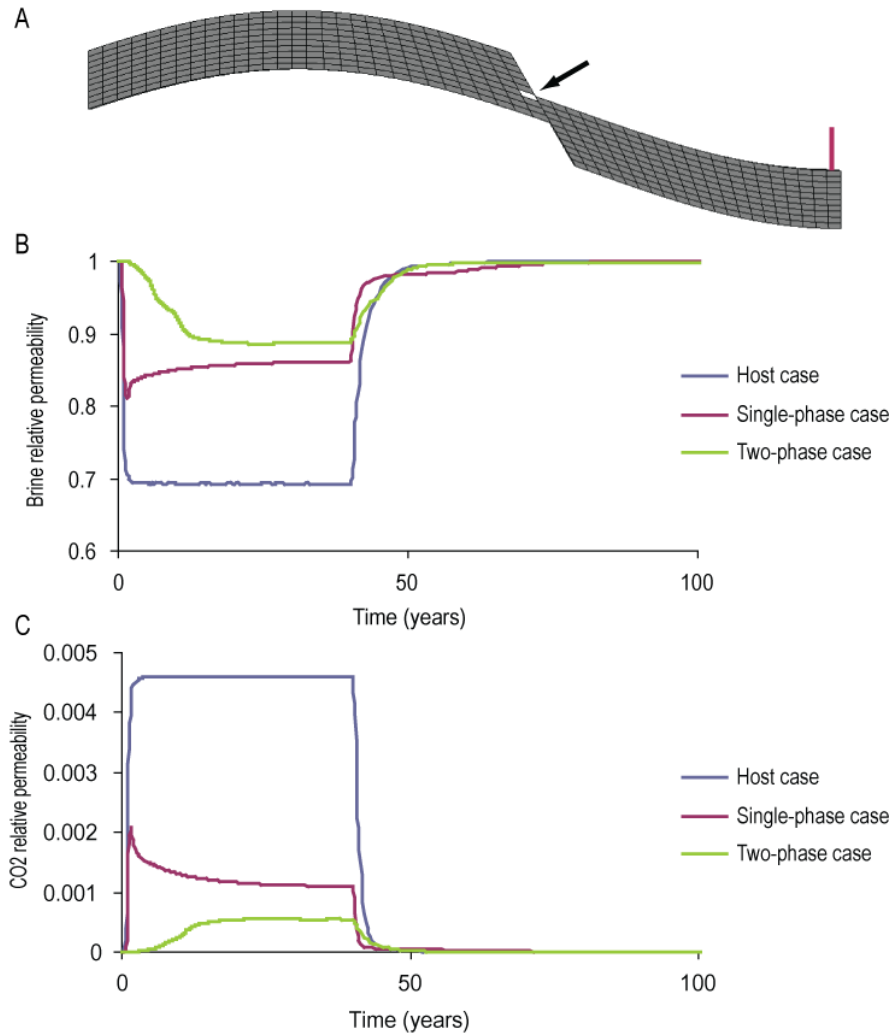 A
B
1
0.9
0.8
0.7
0.6
Brine relative permeability
0
50
100
Time (years)
Host case
Single-phase case
Two-phase case
C
0.005
0.004
0.003
0.002
0.001
0
CO2 relative permeability
0
50
100
Time (years)
Host case
Single-phase case
Two-phase case